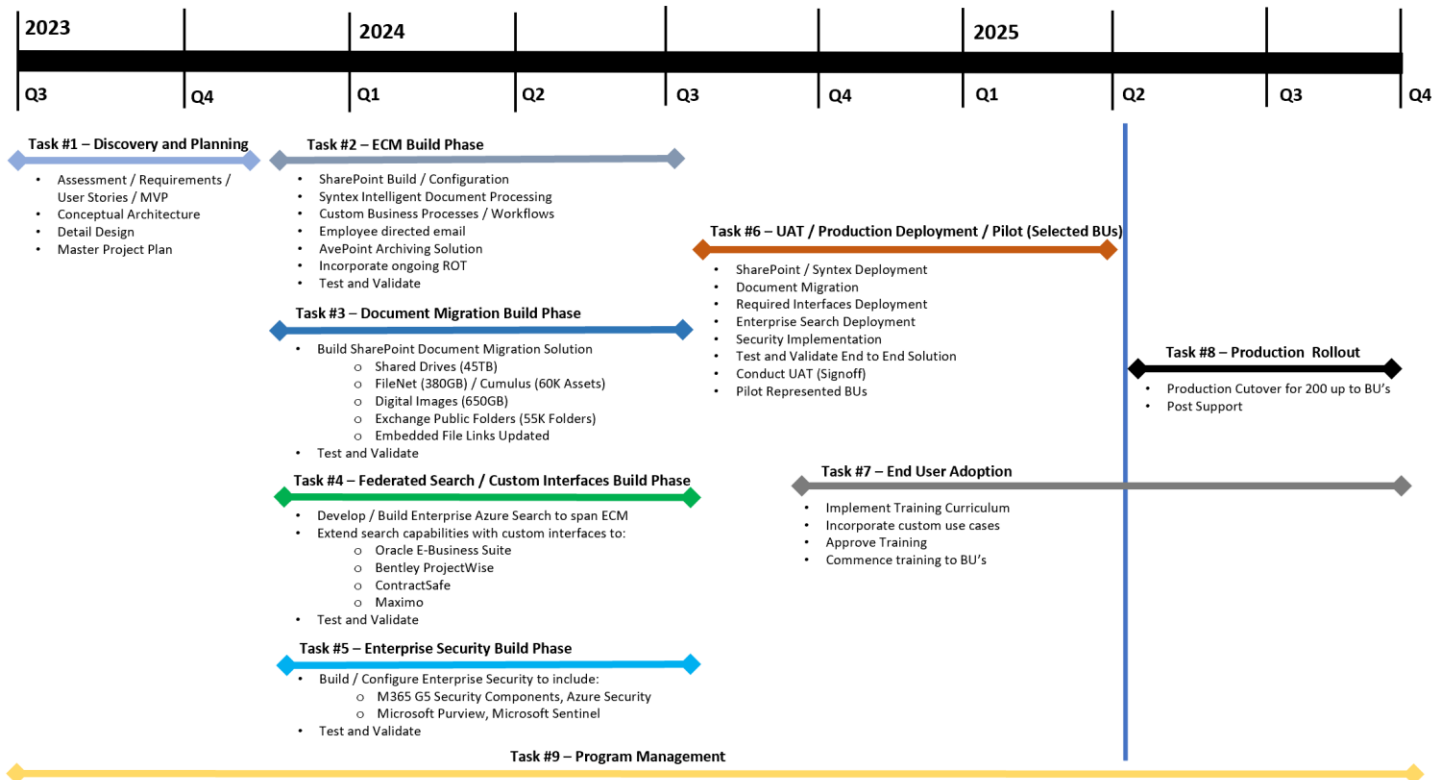 2023
2024
2025
Q3
Q4
Q1
Q2
Q3
Q4
Q1
Q2
Q3
Q4
Task #1 – Discovery and Planning
• Assessment / Requirements /
User Stories / MVP
• Conceptual Architecture
• Detail Design
• Master Project Plan
Task #2 – ECM Build Phase
• SharePoint Build / Configuration
• Syntex Intelligent Document Processing
• Custom Business Processes / Workflows
• Employee directed email
• AvePoint Archiving Solution
• Incorporate ongoing ROT
• Test and Validate
Task #3 – Document Migration Build Phase
• Build SharePoint Document Migration Solution
o Shared Drives (45TB)
o FileNet (380GB) / Cumulus (60K Assets)
o Digital Images (650GB)
o Exchange Public Folders (55K Folders)
o Embedded File Links Updated
• Test and Validate
Task #4 – Federated Search / Custom Interfaces Build Phase
• Develop / Build Enterprise Azure Search to span ECM
• Extend search capabilities with custom interfaces to:
o Oracle E-Business Suite
o Bentley ProjectWise
o ContractSafe
o Maximo
• Test and Validate
Task #5 – Enterprise Security Build Phase
• Build / Configure Enterprise Security to include:
o M365 G5 Security Components, Azure Security
o Microsoft Purview, Microsoft Sentinel
• Test and Validate
Task #6 – UAT / Production Deployment / Pilot (Selected BUs)
• SharePoint / Syntex Deployment
• Document Migration
• Required Interfaces Deployment
• Enterprise Search Deployment
• Security Implementation
• Test and Validate End to End Solution
• Conduct UAT (Signoff)
• Pilot Represented BUs
Task #8 – Production Rollout
• Production Cutover for 200 up to BU's
• Post Support
Task #7 – End User Adoption
• Implement Training Curriculum
• Incorporate custom use cases
• Approve Training
• Commence training to BU's
Task #9 – Program Management